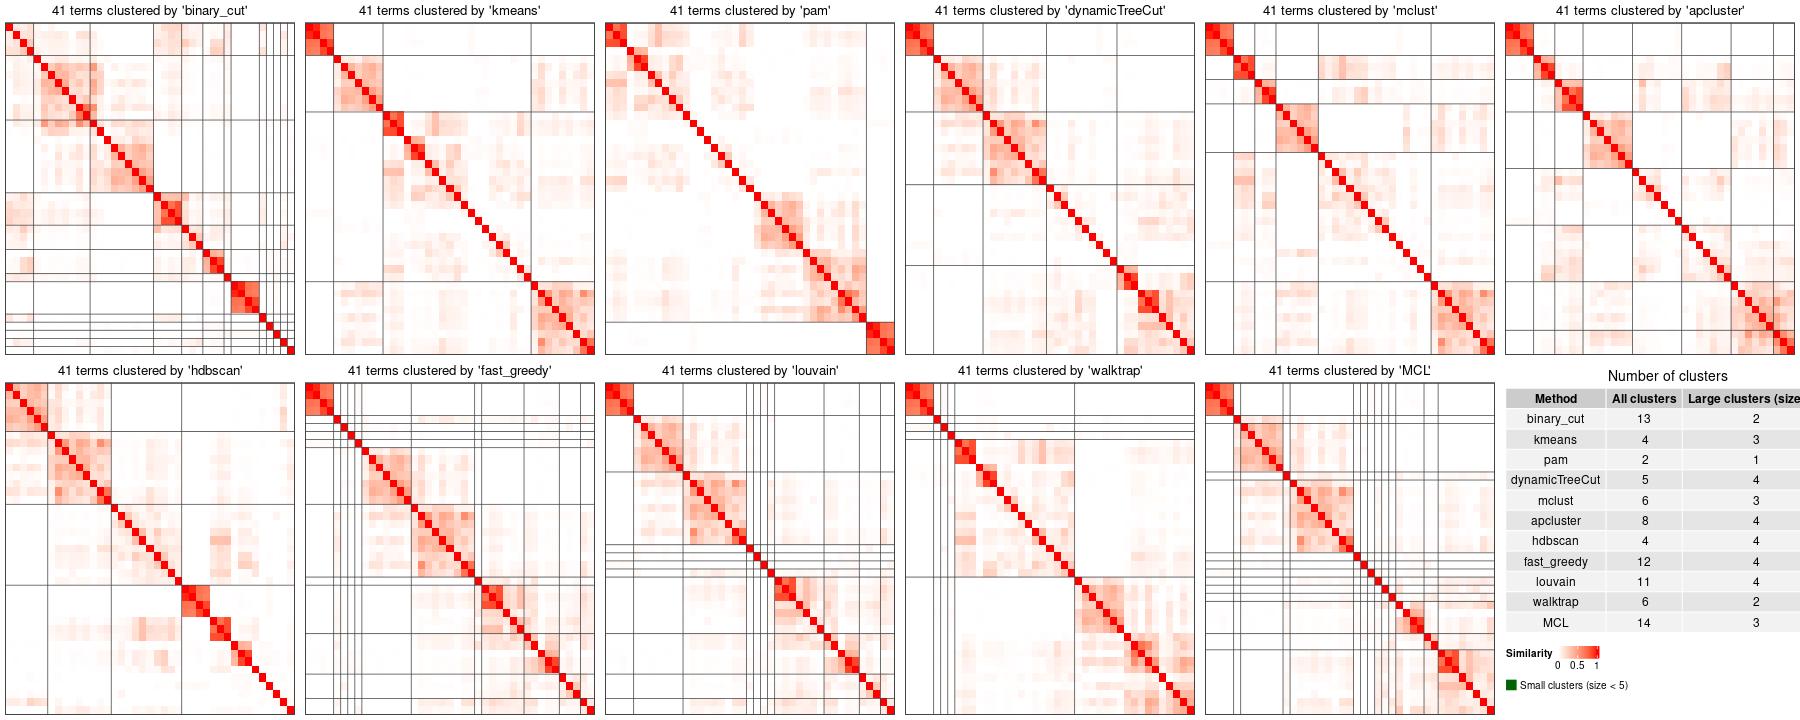 41 terms clustered by 'binary_cut'
41 terms clustered by 'kmeans'
41 terms clustered by 'pam'
41 terms clustered by 'dynamicTreeCut'
41 terms clustered by 'mclust'
41 terms clustered by 'apcluster'
41 terms clustered by 'hdbscan'
41 terms clustered by 'fast_greedy'
41 terms clustered by 'louvain'
41 terms clustered by 'walktrap'
41 terms clustered by 'MCL'
Number of clusters
Method All clusters Large clusters (size
binary_cut 13 2
kmeans 4 3
pam 2 1
dynamicTreeCut 5 4
mclust 6 3
apcluster 8 4
hdbscan 4 4
fast_greedy 12 4
louvain 11 4
walktrap 6 2
MCL 14 3
Similarity
0 0.5 1
Small clusters (size < 5)